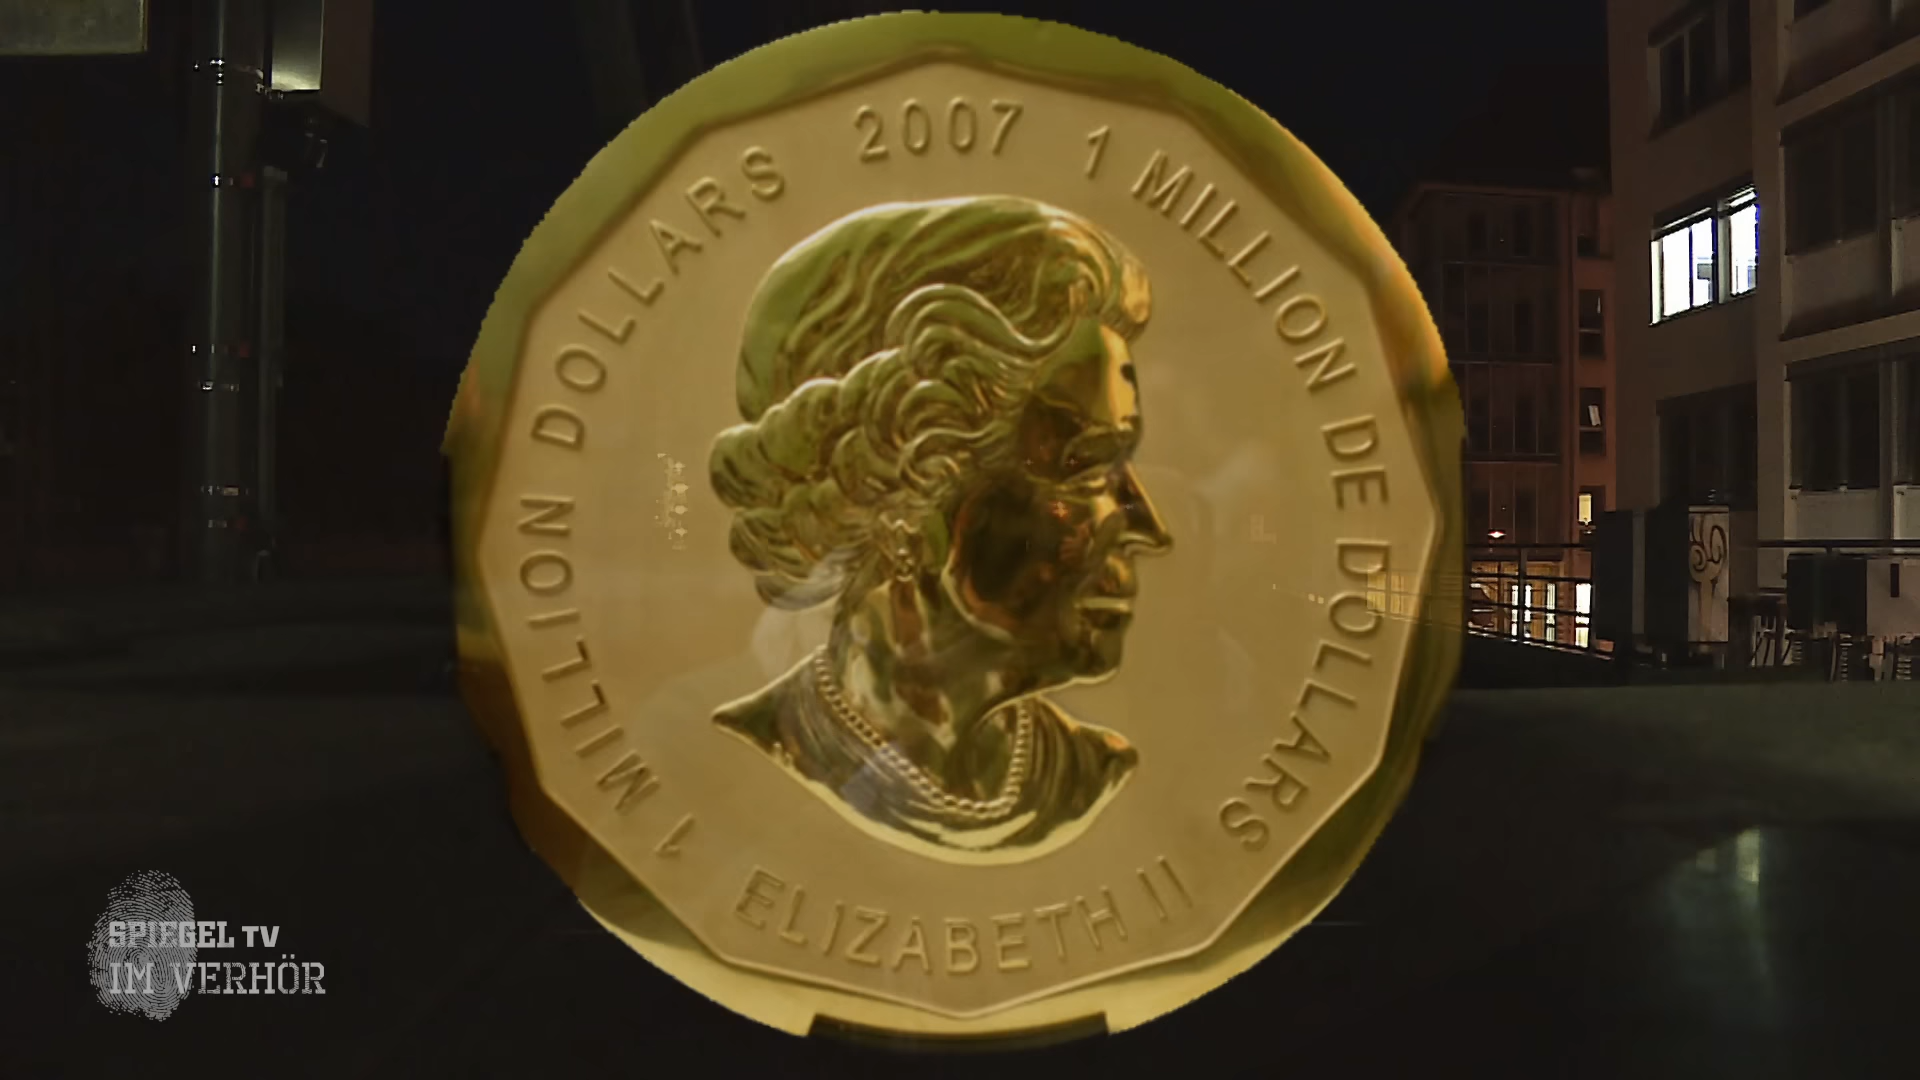 1 MILLION DOLLARS 2007 1 MILLION DE DOLLARS
ELIZABETH II
SPIEGEL TV
IM VERHÖR